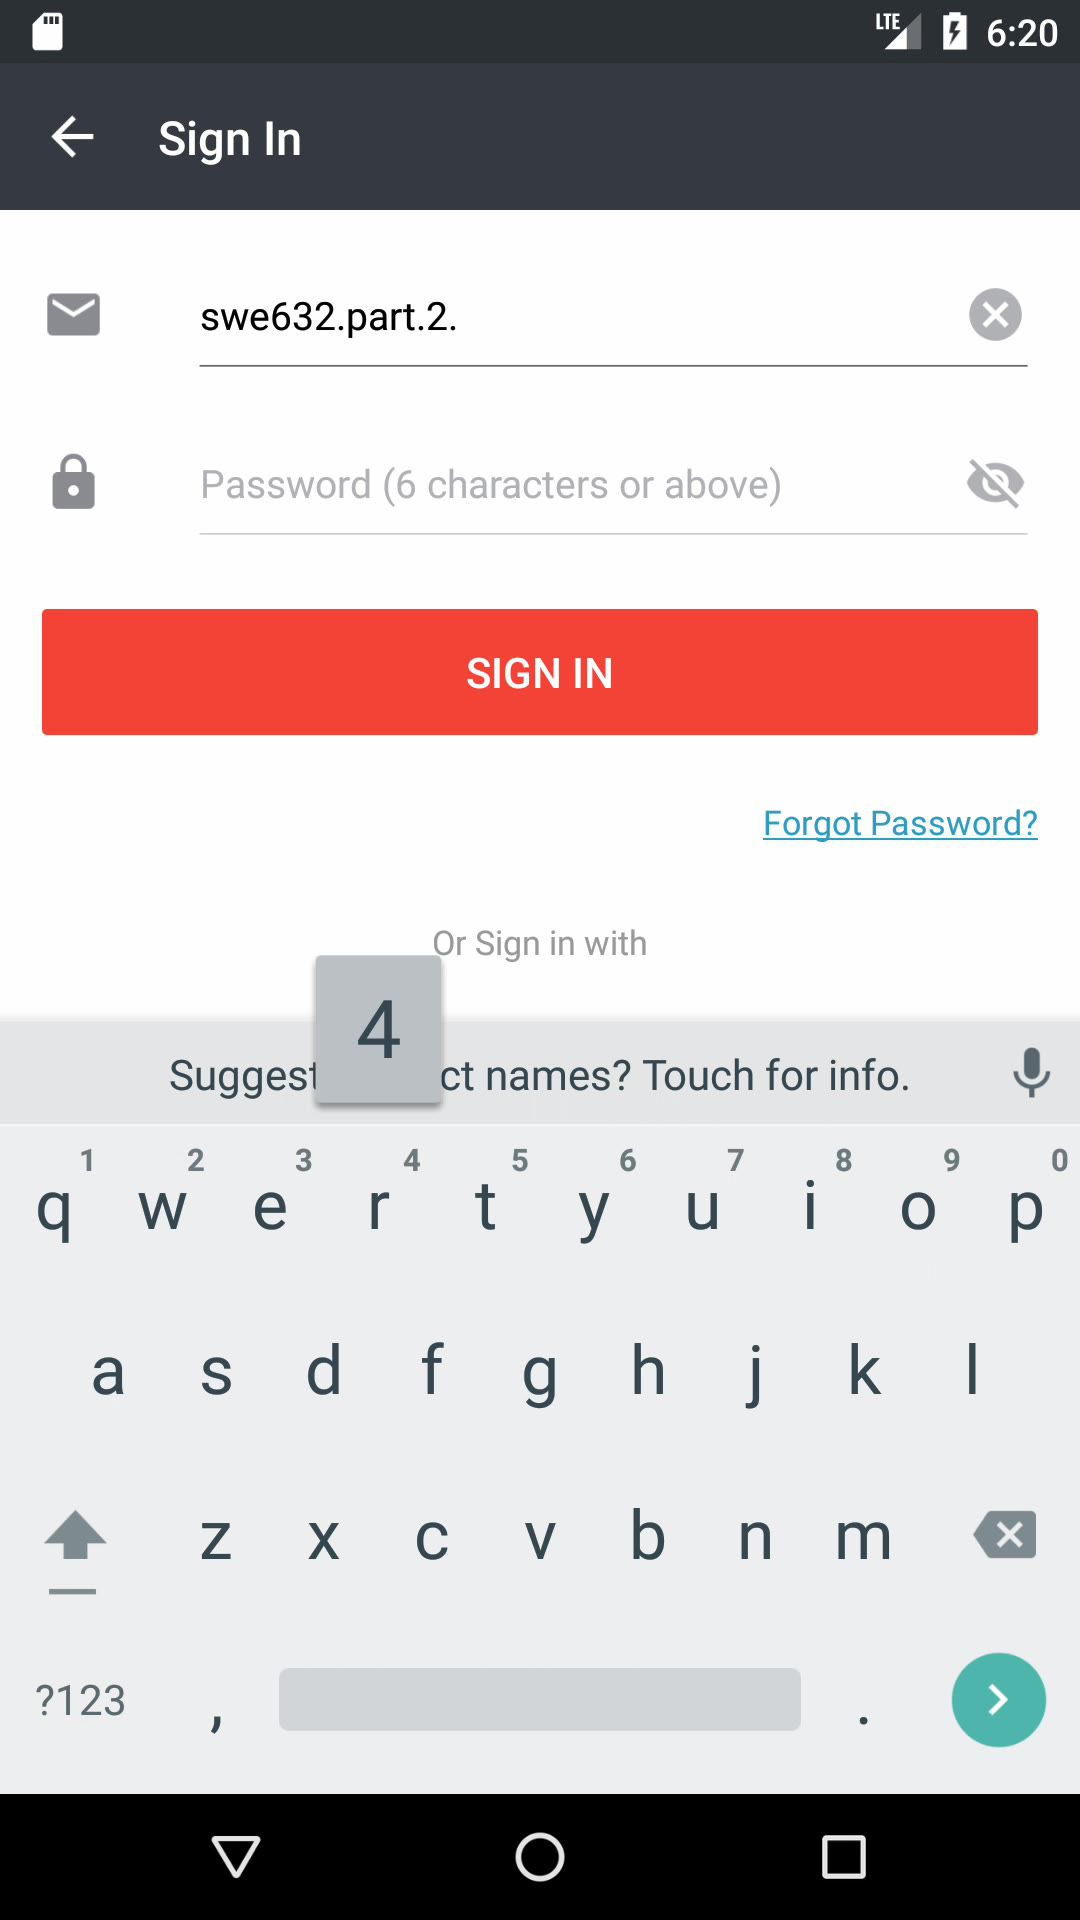 LTE 6:20
Sign In
swe632.part.2.
Password (6 characters or above)
SIGN IN
Forgot Password?
Or Sign in with
4
Suggest ct names? Touch for info.
1 2 3 4 5 6 7 8 9 0
q w e r t y u i o p
a s d f g h j k l
z x c v b n m
?123 , .